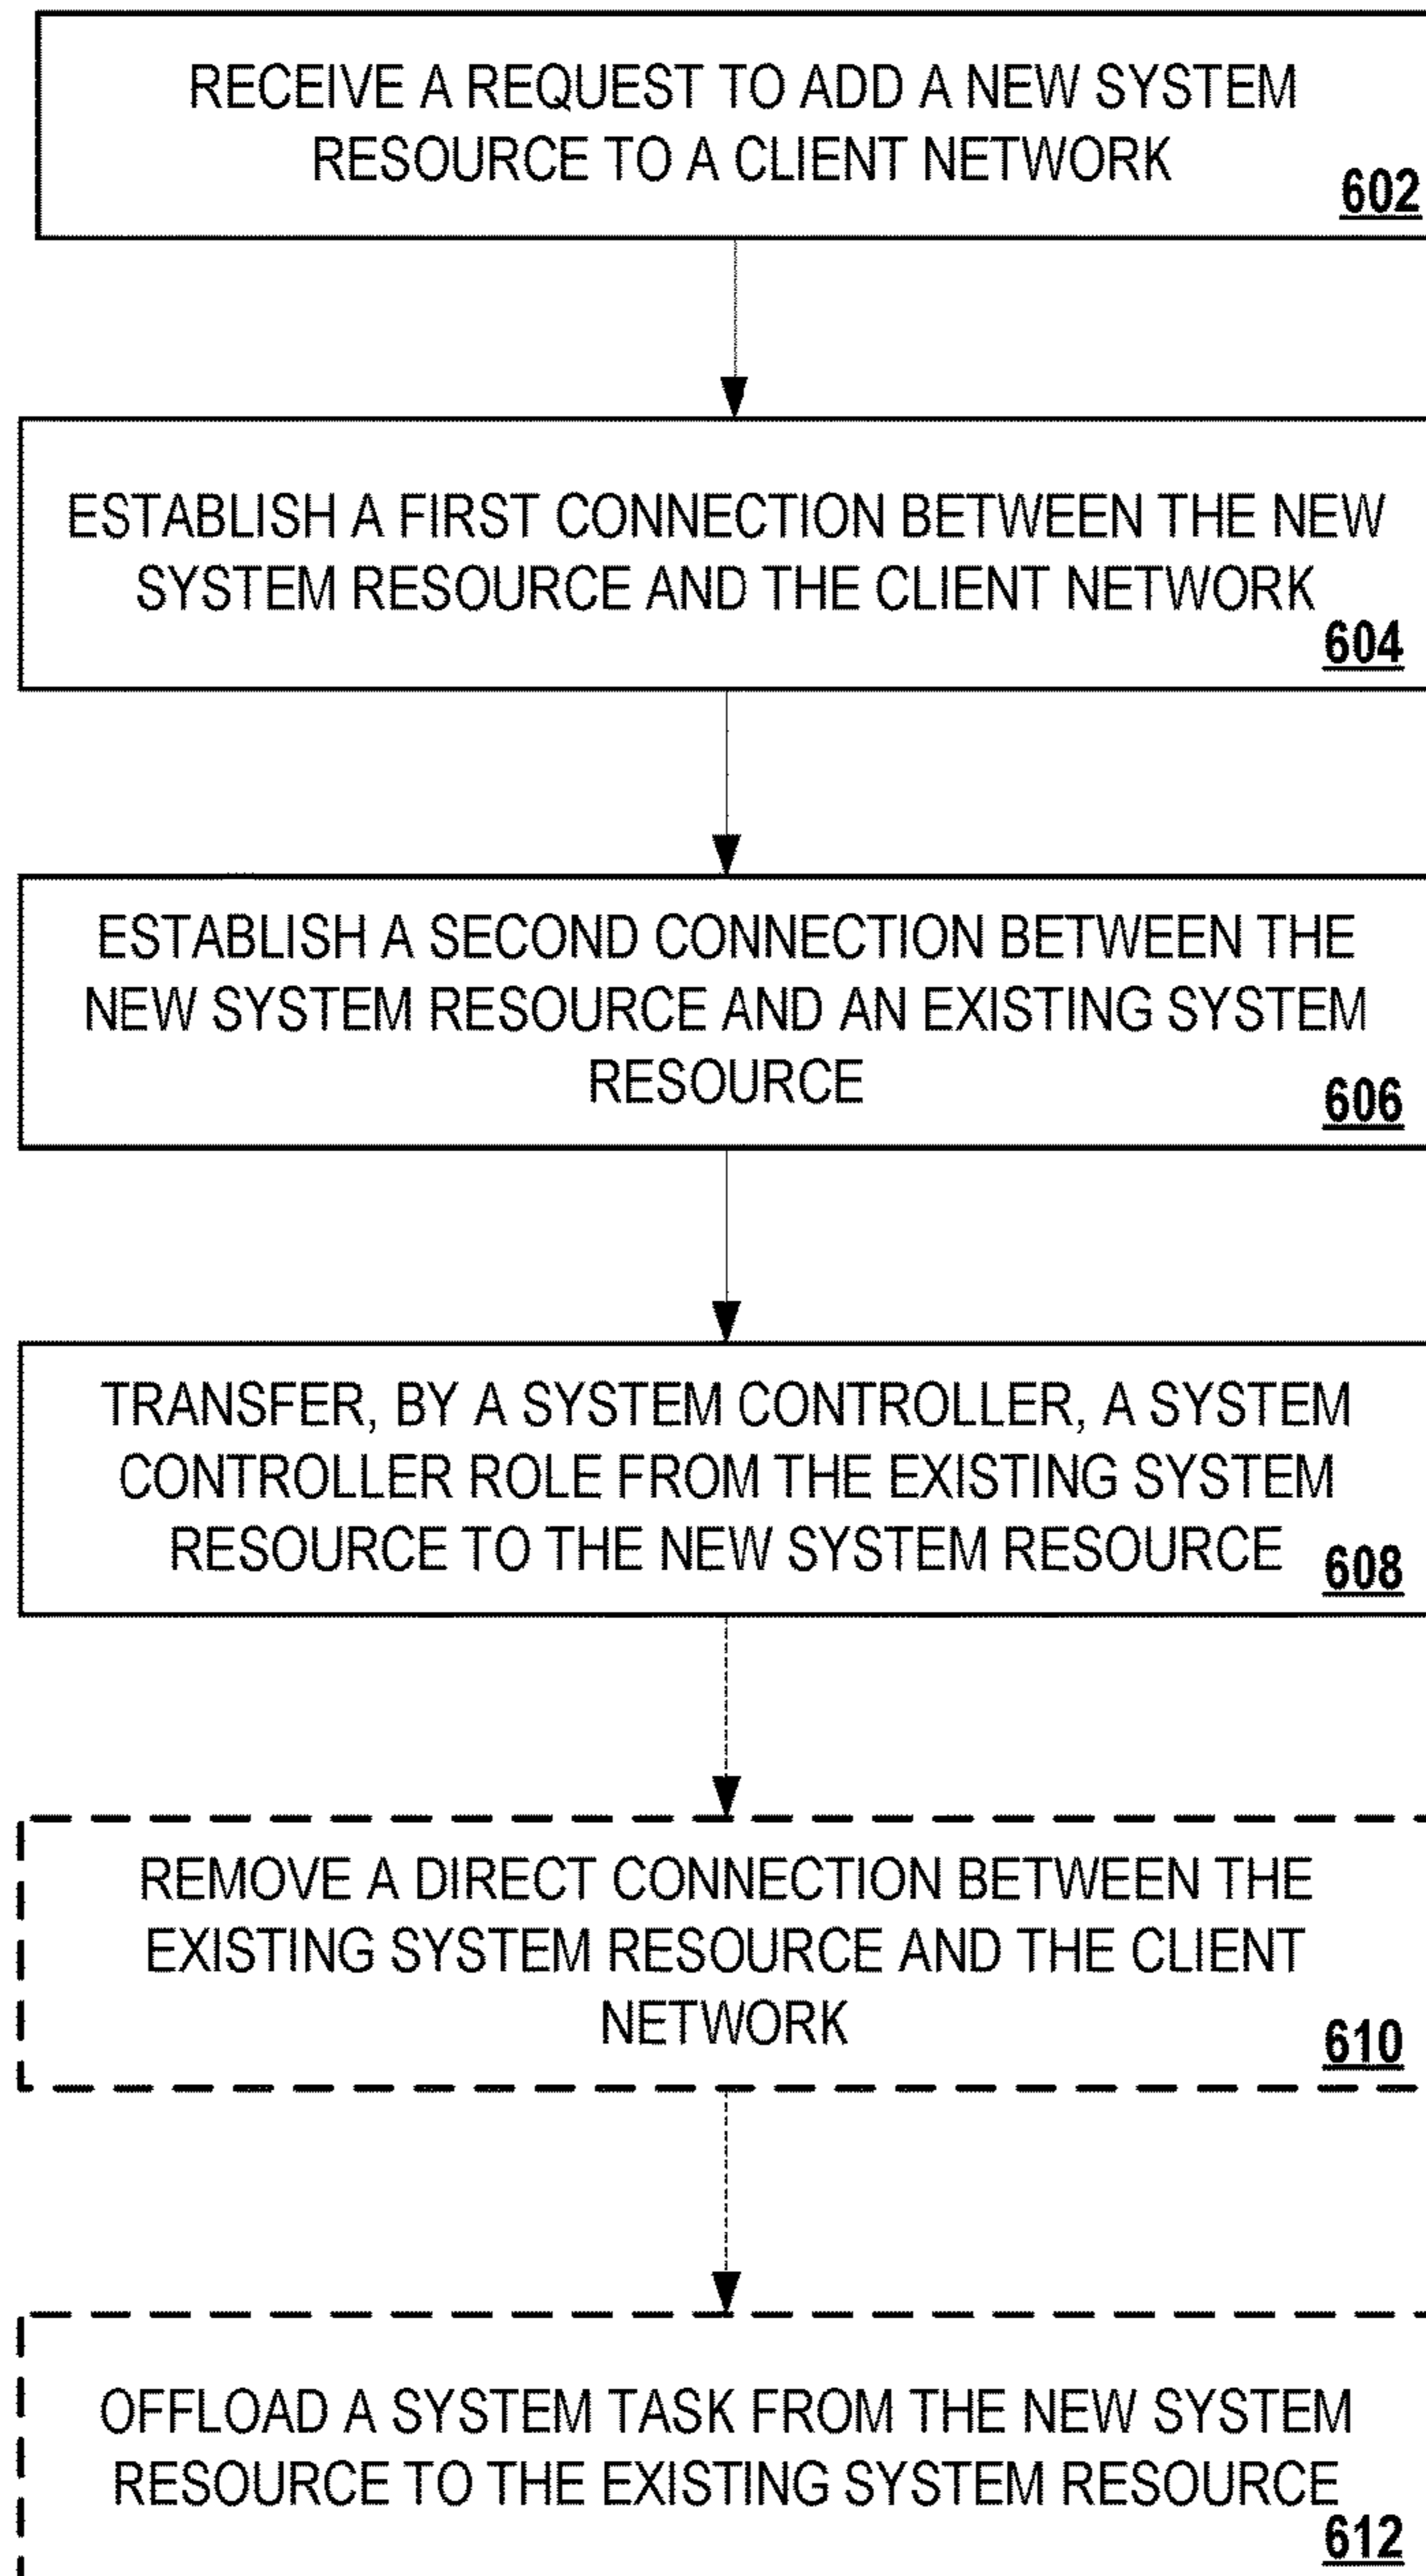 RECEIVE A REQUEST TO ADD A NEW SYSTEM
RESOURCE TO A CLIENT NETWORK
602
ESTABLISH A FIRST CONNECTION BETWEEN THE NEW
SYSTEM RESOURCE AND THE CLIENT NETWORK
604
ESTABLISH A SECOND CONNECTION BETWEEN THE
NEW SYSTEM RESOURCE AND AN EXISTING SYSTEM
RESOURCE
606
TRANSFER, BY A SYSTEM CONTROLLER, A SYSTEM
CONTROLLER ROLE FROM THE EXISTING SYSTEM
RESOURCE TO THE NEW SYSTEM RESOURCE
608
REMOVE A DIRECT CONNECTION BETWEEN THE
EXISTING SYSTEM RESOURCE AND THE CLIENT
NETWORK
610
OFFLOAD A SYSTEM TASK FROM THE NEW SYSTEM
RESOURCE TO THE EXISTING SYSTEM RESOURCE
612